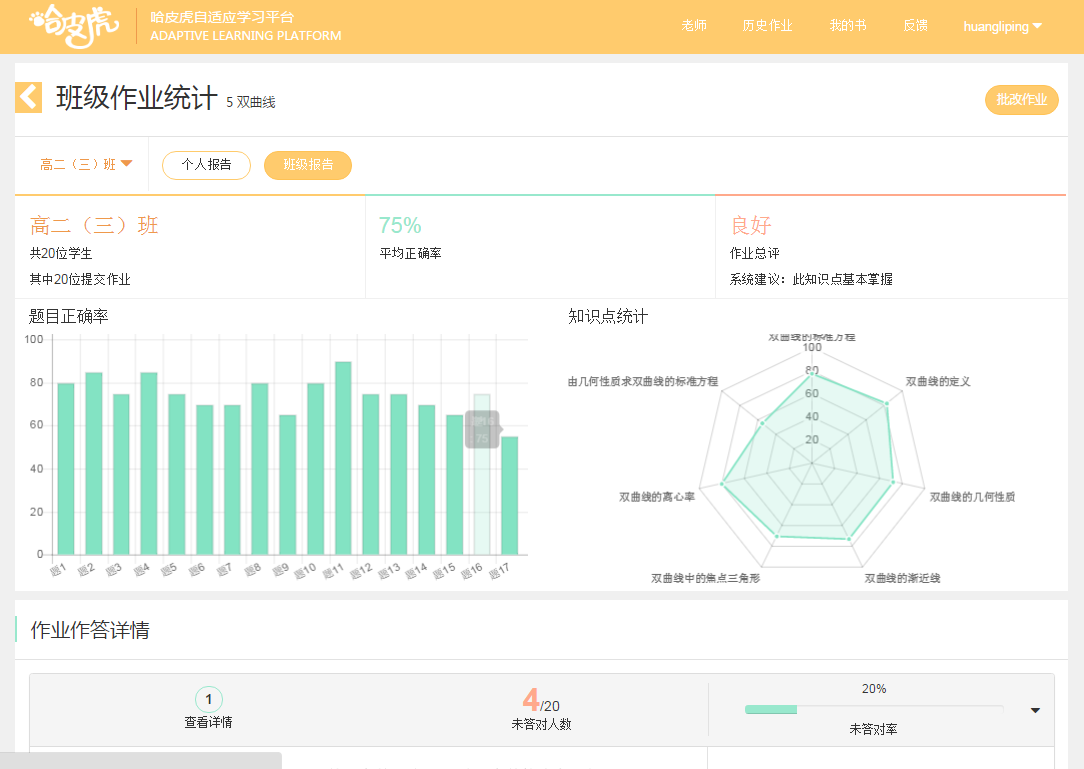 哈皮虎
哈皮虎自适应学习平台
ADAPTIVE LEARNING PLATFORM
老师 历史作业 我的书 反馈 huangliping
班级作业统计 5 双曲线
批改作业
高二（三）班 个人报告 班级报告
高二（三）班
共20位学生
其中20位提交作业
75%
平均正确率
良好
作业总评
系统建议：此知识点基本掌握
题目正确率
100
80
60
40
20
0
题16
75
题1 题2 题3 题4 题5 题6 题7 题8 题9 题10 题11 题12 题13 题14 题15 题16 题17
知识点统计
双曲线的标准方程
100
80
60
40
20
由几何性质求双曲线的标准方程
双曲线的定义
双曲线的离心率
双曲线的几何性质
双曲线中的焦点三角形
双曲线的渐近线
作业作答详情
1
查看详情
4/20
未答对人数
20%
未答对率